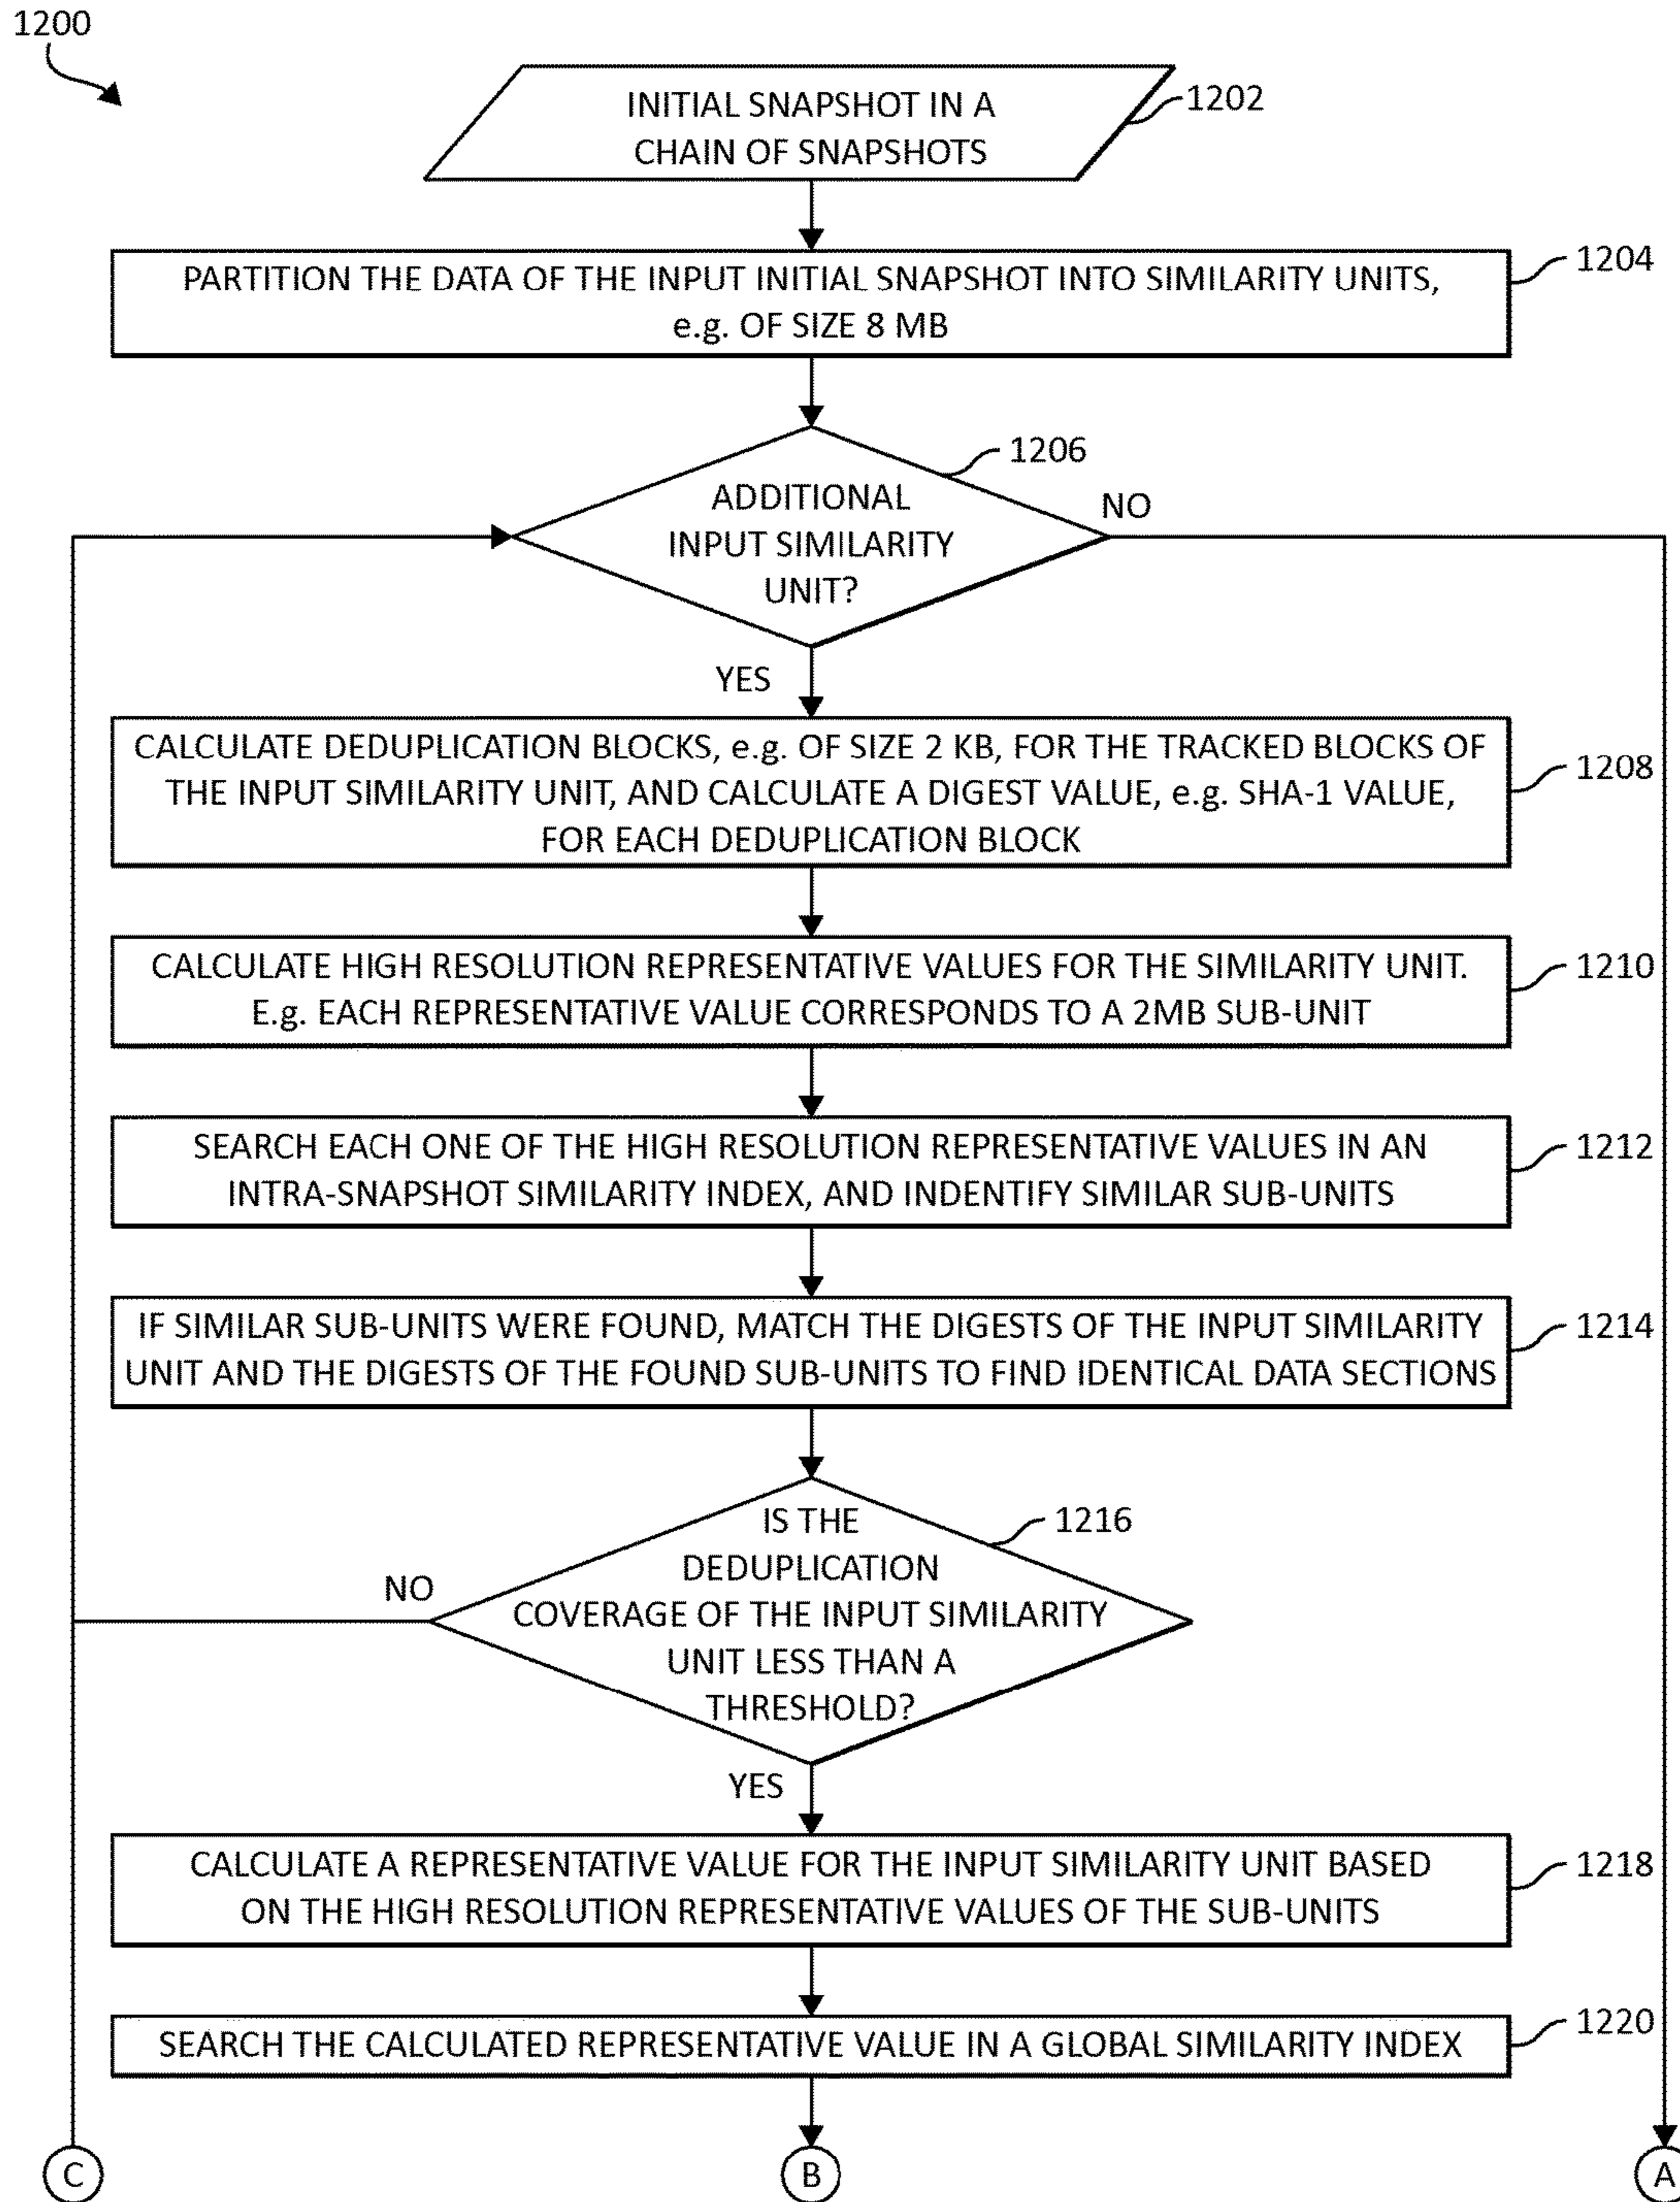 1200
INITIAL SNAPSHOT IN A
CHAIN OF SNAPSHOTS
1202
PARTITION THE DATA OF THE INPUT INITIAL SNAPSHOT INTO SIMILARITY UNITS,
e.g. OF SIZE 8 MB
1204
ADDITIONAL
INPUT SIMILARITY
UNIT?
1206
NO
YES
CALCULATE DEDUPLICATION BLOCKS, e.g. OF SIZE 2 KB, FOR THE TRACKED BLOCKS OF
THE INPUT SIMILARITY UNIT, AND CALCULATE A DIGEST VALUE, e.g. SHA-1 VALUE,
FOR EACH DEDUPLICATION BLOCK
1208
CALCULATE HIGH RESOLUTION REPRESENTATIVE VALUES FOR THE SIMILARITY UNIT.
E.g. EACH REPRESENTATIVE VALUE CORRESPONDS TO A 2MB SUB-UNIT
1210
SEARCH EACH ONE OF THE HIGH RESOLUTION REPRESENTATIVE VALUES IN AN
INTRA-SNAPSHOT SIMILARITY INDEX, AND INDENTIFY SIMILAR SUB-UNITS
1212
IF SIMILAR SUB-UNITS WERE FOUND, MATCH THE DIGESTS OF THE INPUT SIMILARITY
UNIT AND THE DIGESTS OF THE FOUND SUB-UNITS TO FIND IDENTICAL DATA SECTIONS
1214
IS THE
DEDUPLICATION
COVERAGE OF THE INPUT SIMILARITY
UNIT LESS THAN A
THRESHOLD?
1216
NO
YES
CALCULATE A REPRESENTATIVE VALUE FOR THE INPUT SIMILARITY UNIT BASED
ON THE HIGH RESOLUTION REPRESENTATIVE VALUES OF THE SUB-UNITS
1218
SEARCH THE CALCULATED REPRESENTATIVE VALUE IN A GLOBAL SIMILARITY INDEX
1220
C
B
A